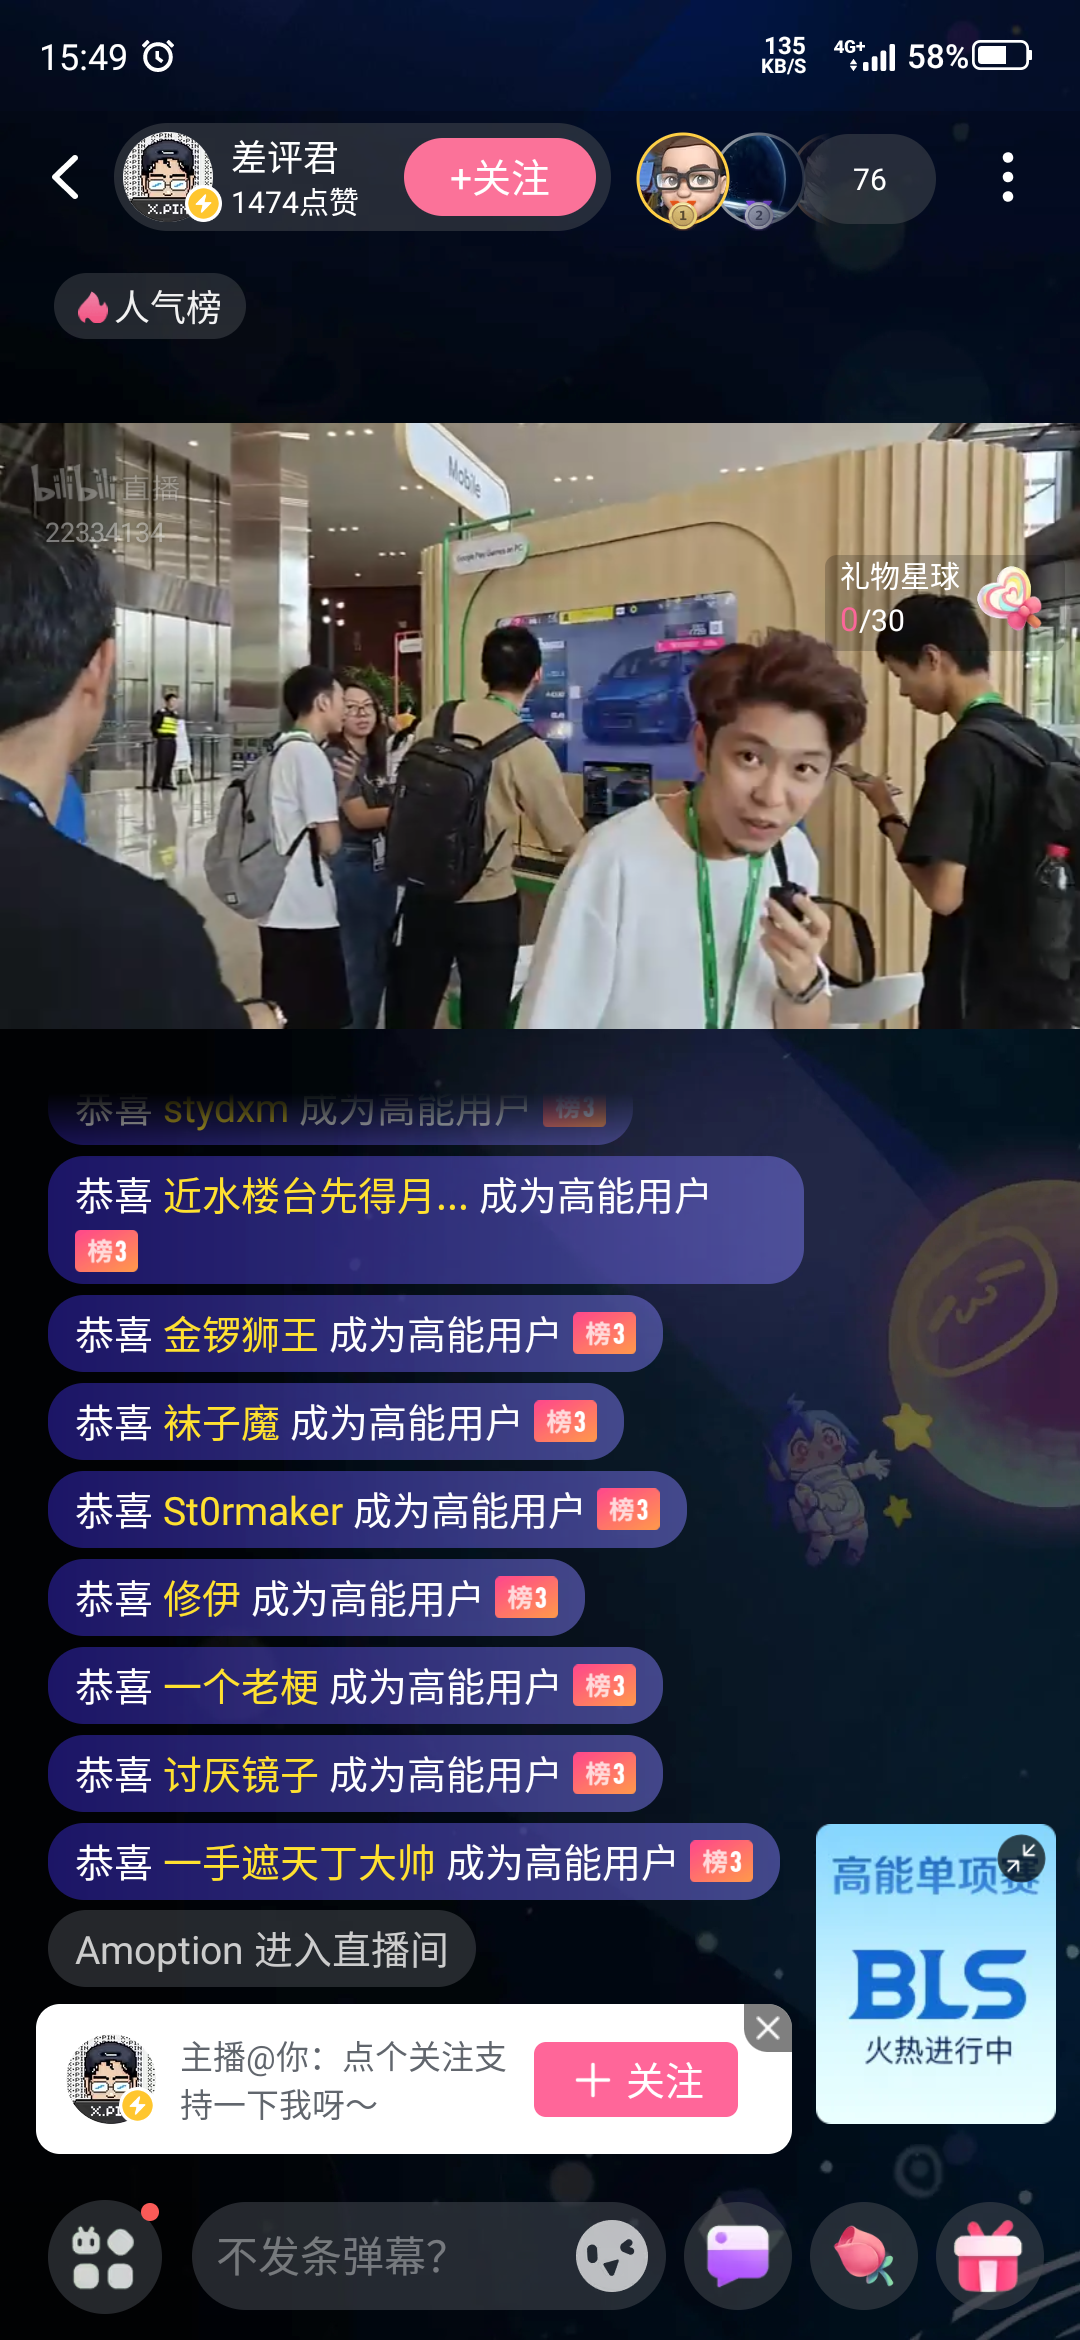 15:49
135
KB/S
4G+
58%
差评君
1474点赞
+关注
1
2
76
人气榜
Mobile
bilibili直播
22334134
Google Play Games on PC
礼物星球
0/30
恭喜 stydxm 成为高能用户 榜3
恭喜 近水楼台先得月... 成为高能用户
榜3
恭喜 金锣狮王 成为高能用户 榜3
恭喜 袜子魔 成为高能用户 榜3
恭喜 St0rmaker 成为高能用户 榜3
恭喜 修伊 成为高能用户 榜3
恭喜 一个老梗 成为高能用户 榜3
恭喜 讨厌镜子 成为高能用户 榜3
恭喜 一手遮天丁大帅 成为高能用户 榜3
高能单项赛
BLS
火热进行中
Amoption 进入直播间
主播@你：点个关注支
持一下我呀～
+ 关注
不发条弹幕?